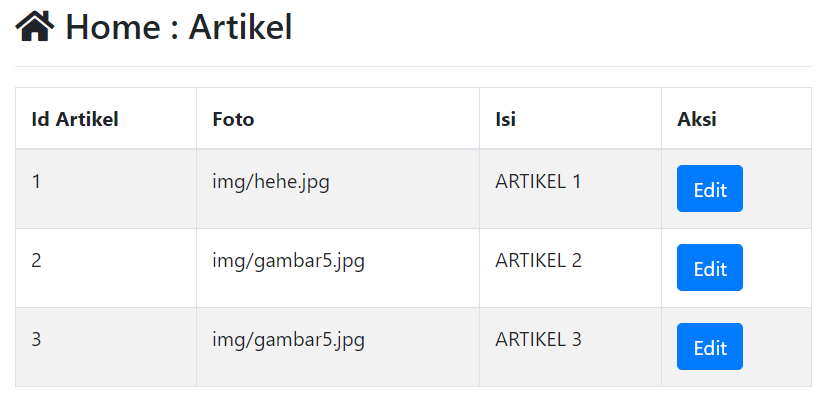 Home : Artikel
Id Artikel Foto Isi Aksi
1 img/hehe.jpg ARTIKEL 1 Edit
2 img/gambar5.jpg ARTIKEL 2 Edit
3 img/gambar5.jpg ARTIKEL 3 Edit